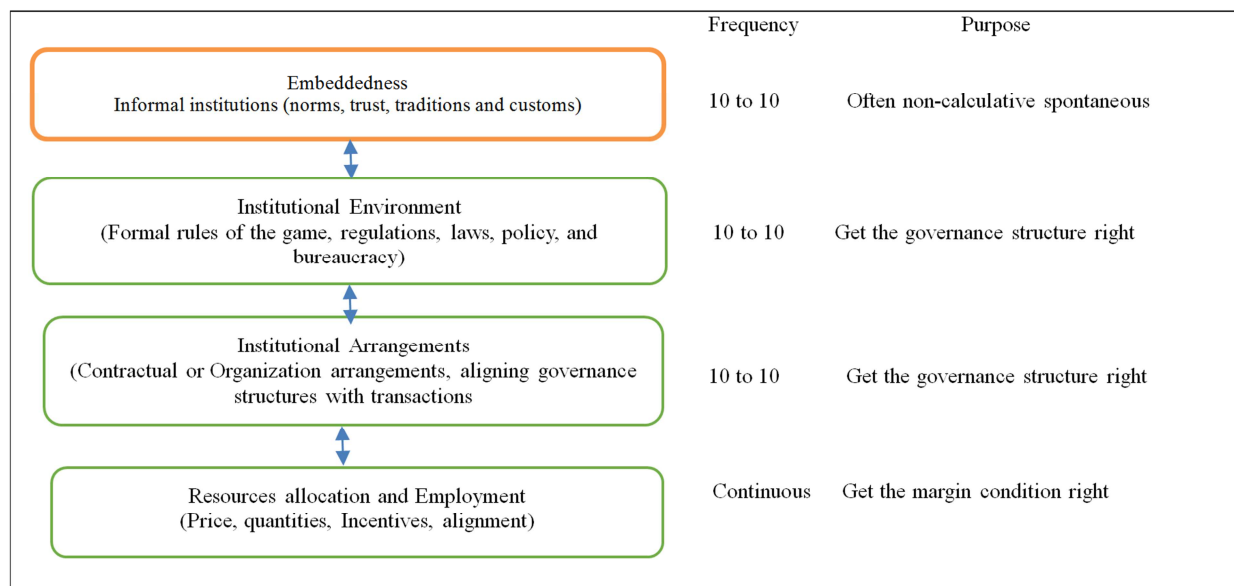 Frequency Purpose
Embeddedness
Informal institutions (norms, trust, traditions and customs)
10 to 10 Often non-calculative spontaneous
Institutional Environment
(Formal rules of the game, regulations, laws, policy, and
bureaucracy)
10 to 10 Get the governance structure right
Institutional Arrangements
(Contractual or Organization arrangements, aligning governance
structures with transactions
10 to 10 Get the governance structure right
Resources allocation and Employment
(Price, quantities, Incentives, alignment)
Continuous Get the margin condition right